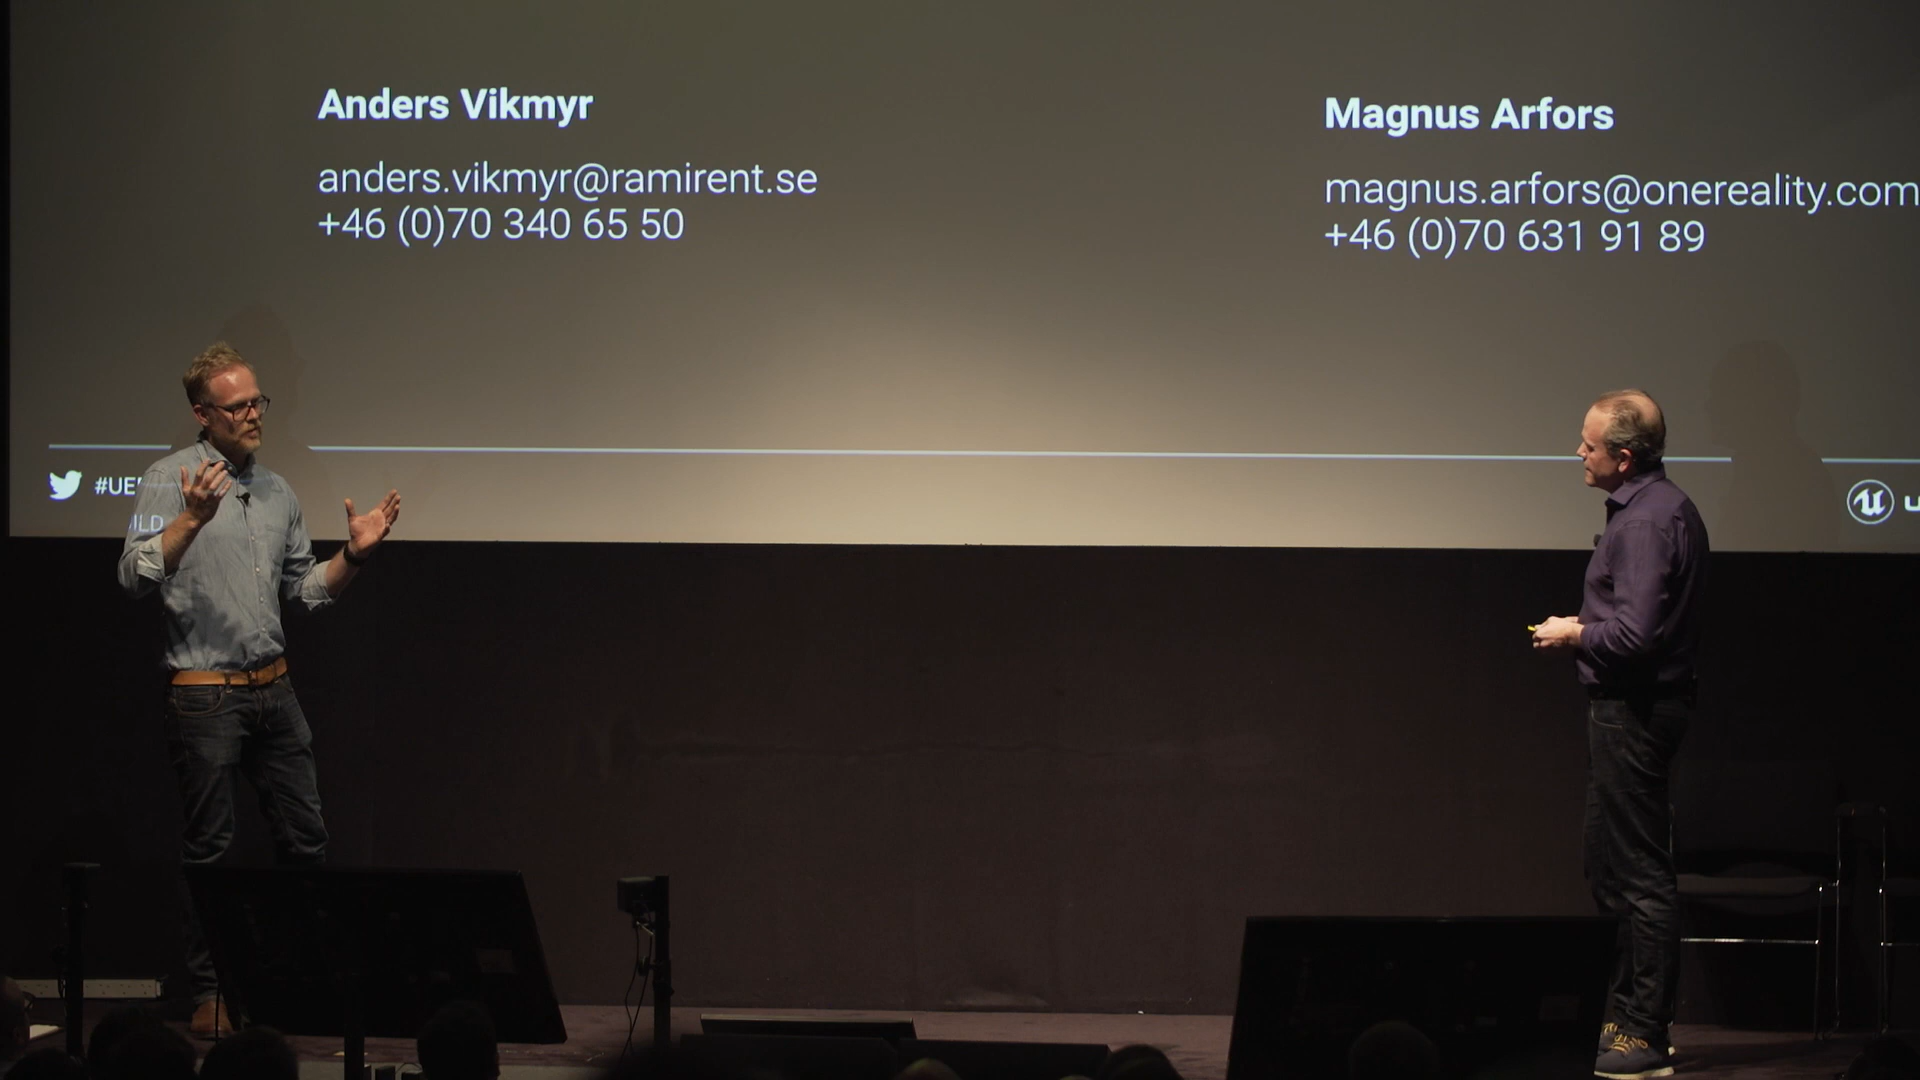 Anders Vikmyr
anders.vikmyr@ramirent.se
+46 (0)70 340 65 50
Magnus Arfors
magnus.arfors@onereality.com
+46 (0)70 631 91 89